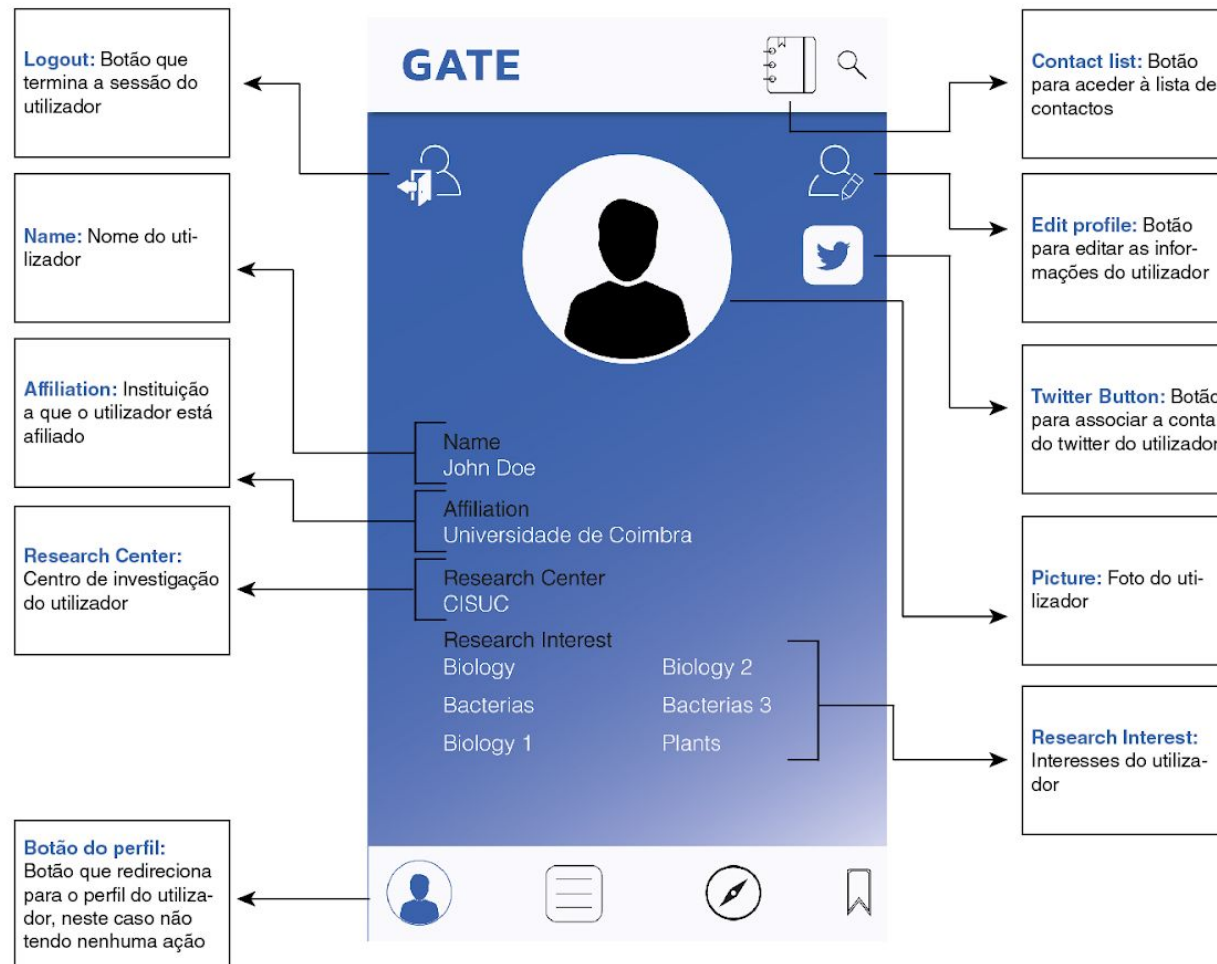 Logout: Botão que
termina a sessão do
utilizador
Name: Nome do uti-
lizador
Affiliation: Instituição
a que o utilizador está
afiliado
Research Center:
Centro de investigação
do utilizador
Botão do perfil:
Botão que redireciona
para o perfil do utiliza-
dor, neste caso não
tendo nenhuma ação
GATE
Name
John Doe
Affiliation
Universidade de Coimbra
Research Center
CISUC
Research Interest
Biology Biology 2
Bacterias Bacterias 3
Biology 1 Plants
Contact list: Botão
para aceder à lista de
contactos
Edit profile: Botão
para editar as infor-
mações do utilizador
Twitter Button: Botão
para associar a conta
do twitter do utilizador
Picture: Foto do uti-
lizador
Research Interest:
Interesses do utiliza-
dor